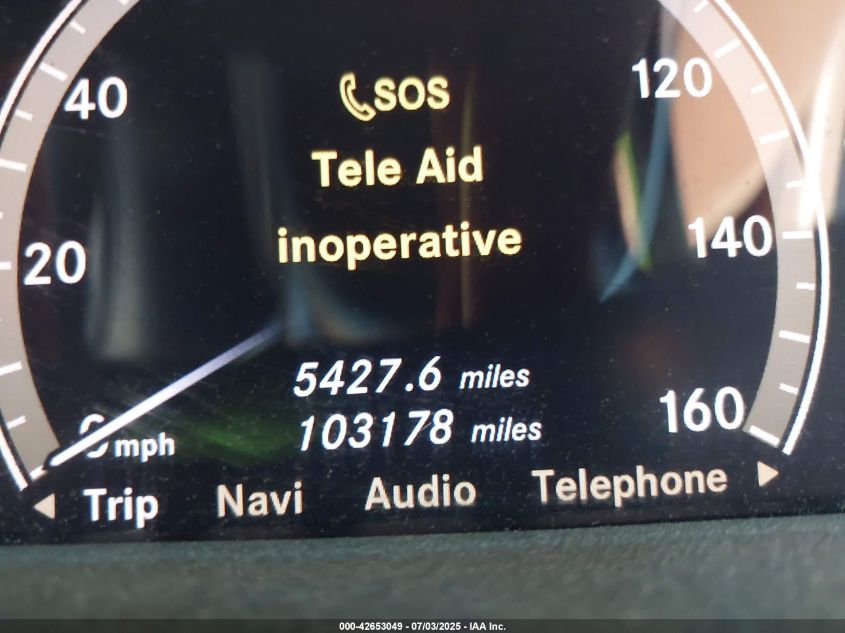 40
120
SOS
Tele Aid
inoperative
20
140
5427.6 miles
160
0 mph
103178 miles
Trip Navi Audio Telephone
000-42653049 - 07/03/2025 - IAA Inc.